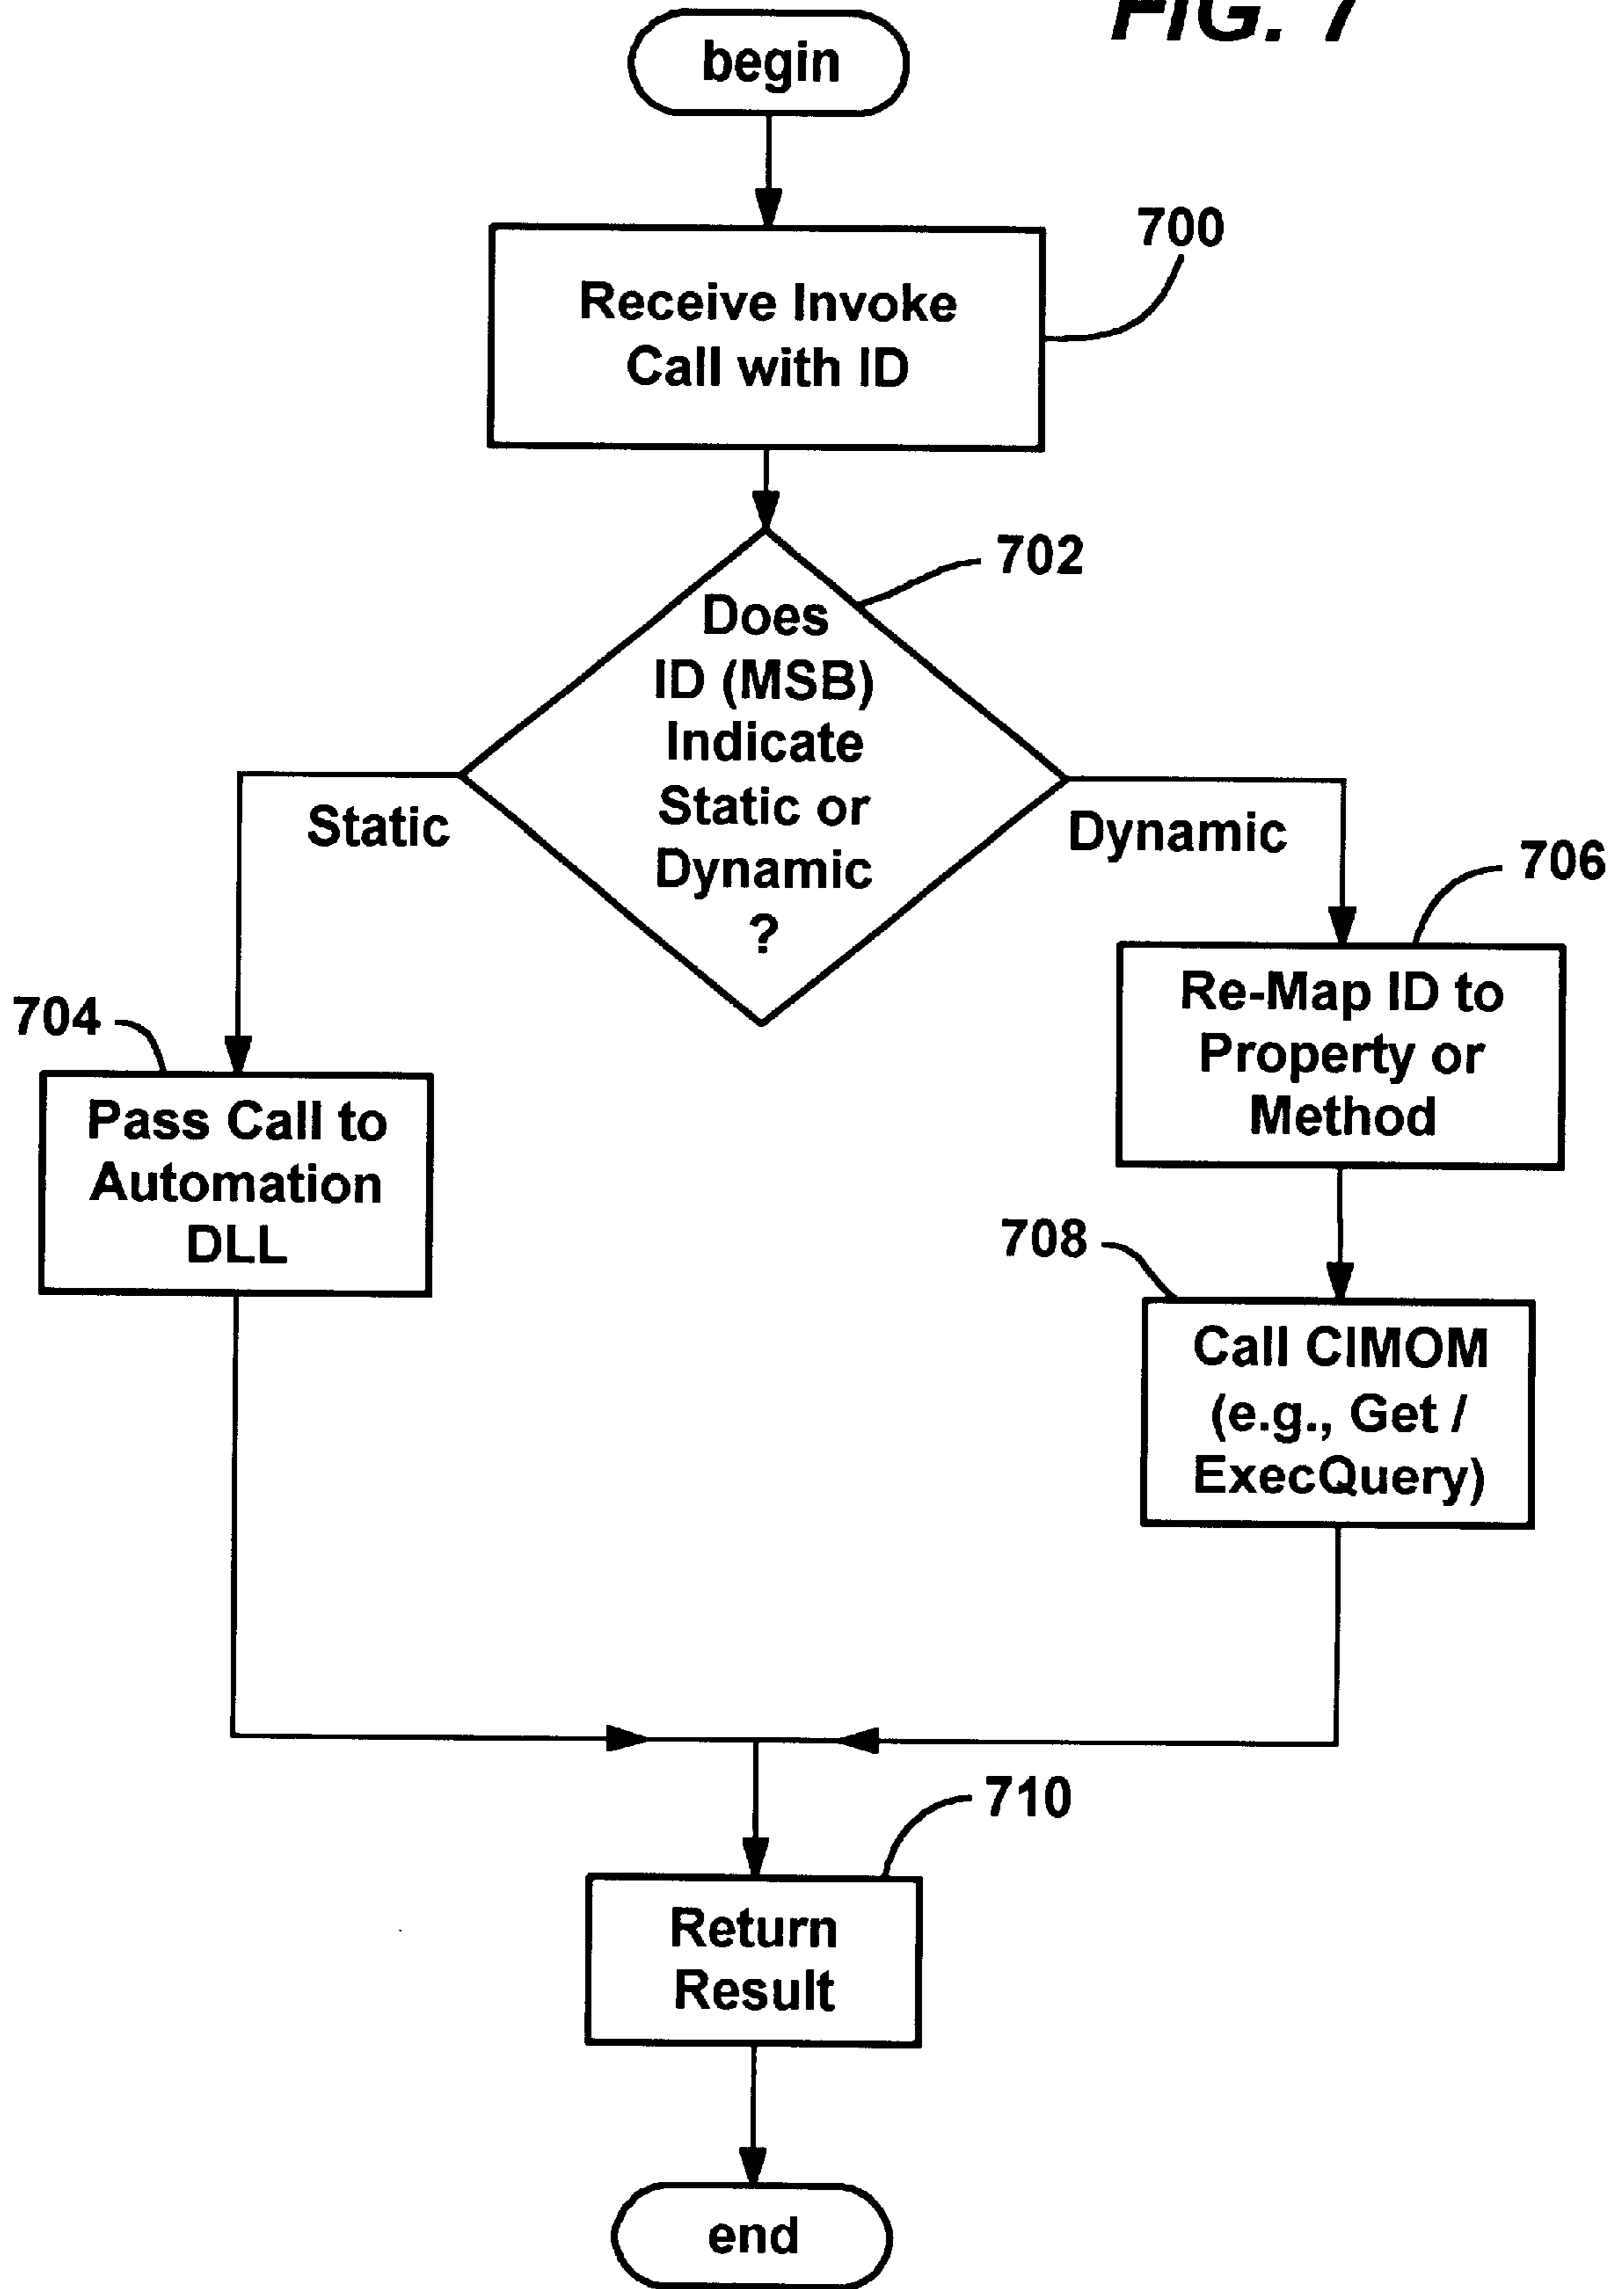 FIG. 7
begin
700
Receive Invoke
Call with ID
702
Does
ID (MSB)
Indicate
Static or
Dynamic
?
Static
Dynamic
706
Re-Map ID to
Property or
Method
704
Pass Call to
Automation
DLL
708
Call CIMOM
(e.g., Get /
ExecQuery)
710
Return
Result
end